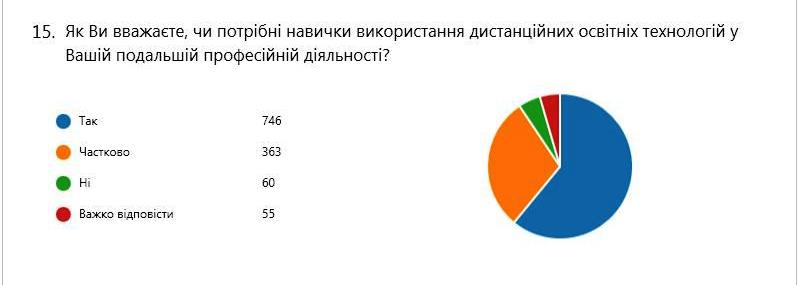 15. Як Ви вважаєте, чи потрібні навички використання дистанційних освітніх технологій у
Вашій подальшій професійній діяльності?
Так 746
Частково 363
Ні 60
Важко відповісти 55